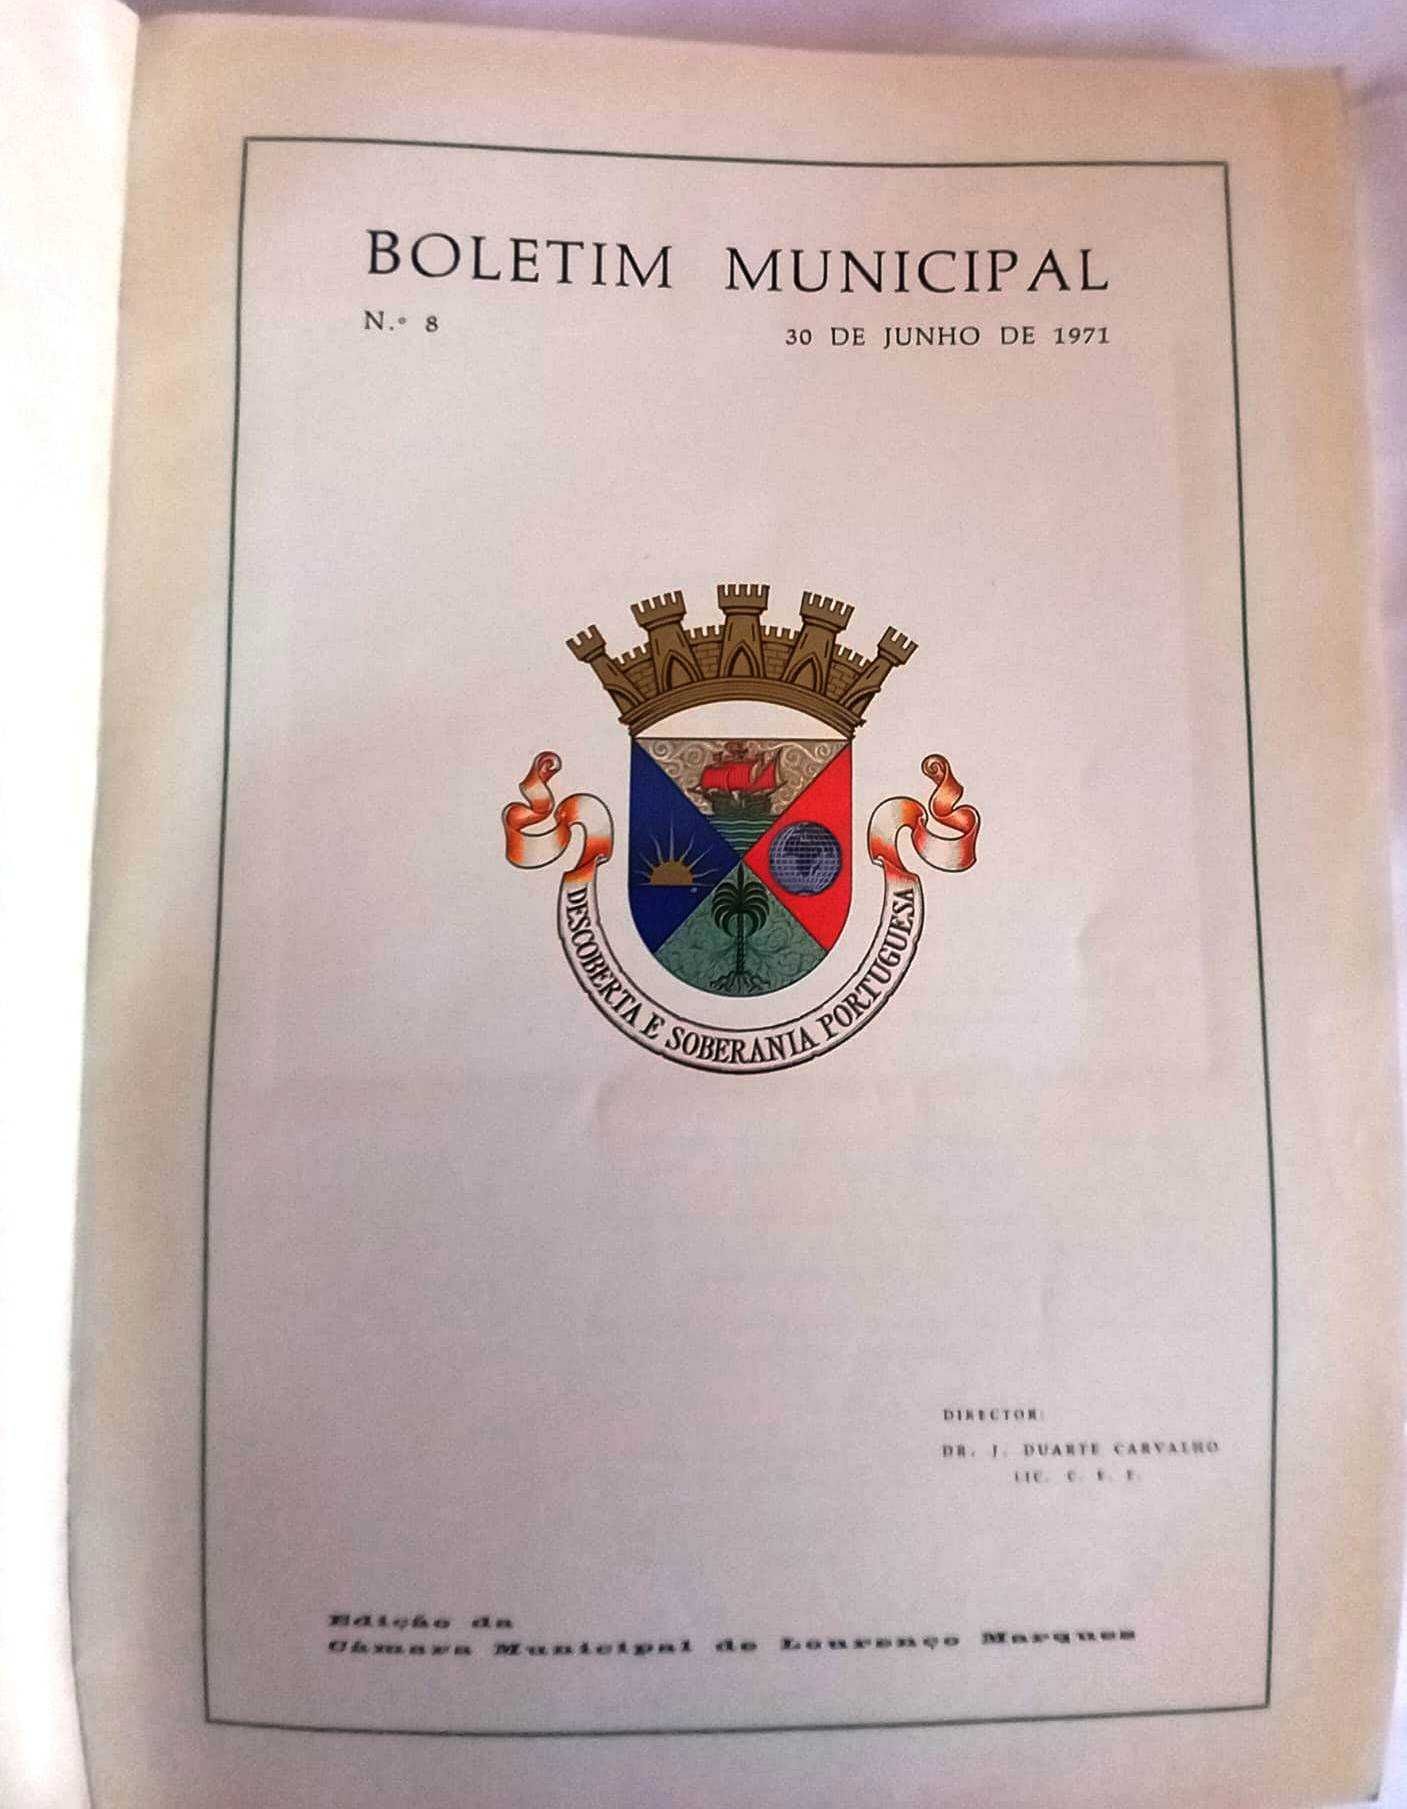 BOLETIM MUNICIPAL
N.º 8
30 DE JUNHO DE 1971
DESCOBERTA E SOBERANIA PORTUGUESA
DIRECTOR:
DR. J. DUARTE CARVALHO
LIC. C. E. F.
Edição da
Câmara Municipal de Lourenço Marques